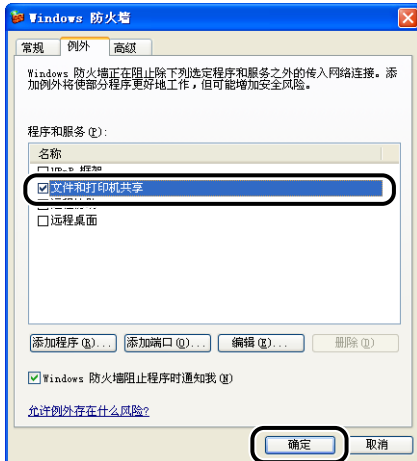 Windows 防火墙
常规 例外 高级
Windows 防火墙正在阻止除下列选定程序和服务之外的传入网络连接。添
加例外将使部分程序更好地工作，但可能增加安全风险。
程序和服务(P):
名称
文件和打印机共享
远程桌面
添加程序(R)... 添加端口(O)... 编辑(E)... 删除(D)
Windows 防火墙阻止程序时通知我(N)
允许例外存在什么风险?
确定 取消